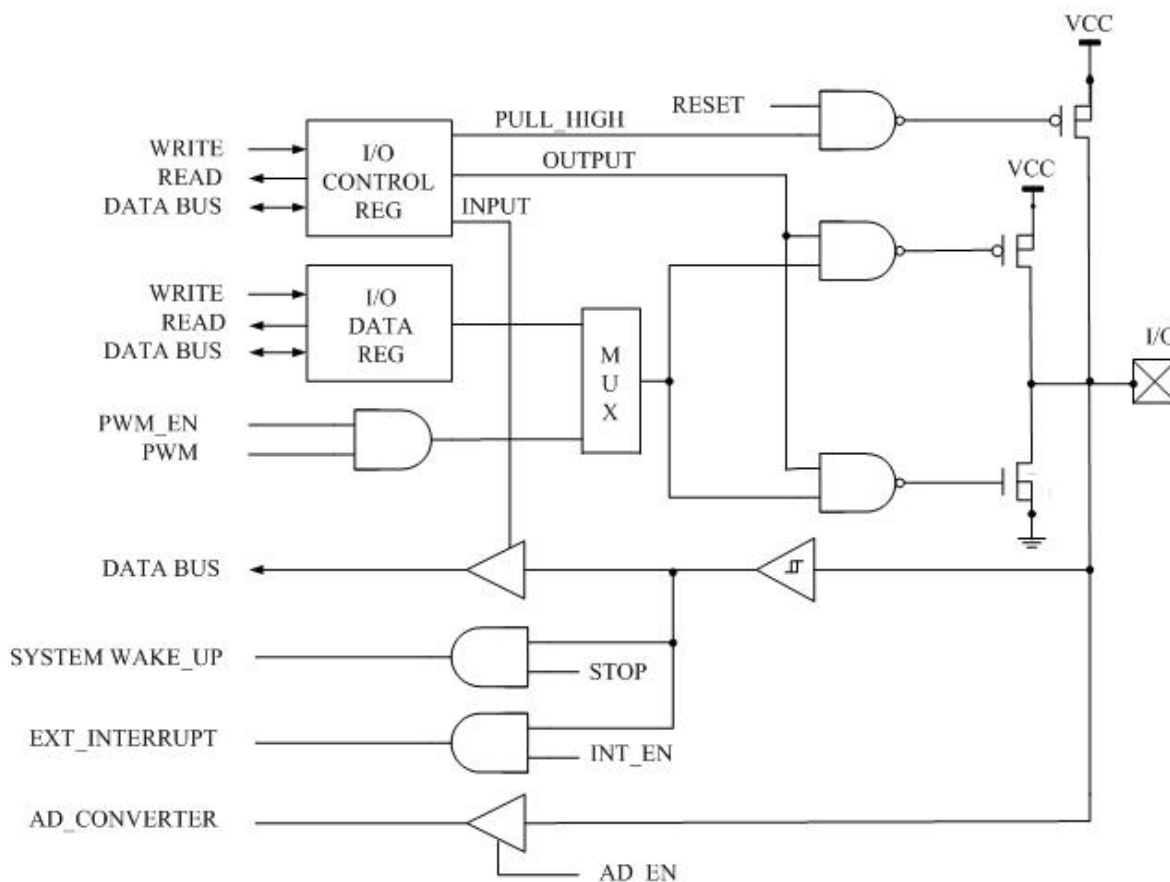 VCC
RESET
PULL_HIGH
WRITE
I/O
OUTPUT
VCC
READ
CONTROL
DATA BUS
REG
INPUT
WRITE
I/O
READ
DATA
DATA BUS
REG
M
U
X
I/O
PWM_EN
PWM
DATA BUS
SYSTEM WAKE_UP
STOP
EXT_INTERRUPT
INT_EN
AD_CONVERTER
AD_EN